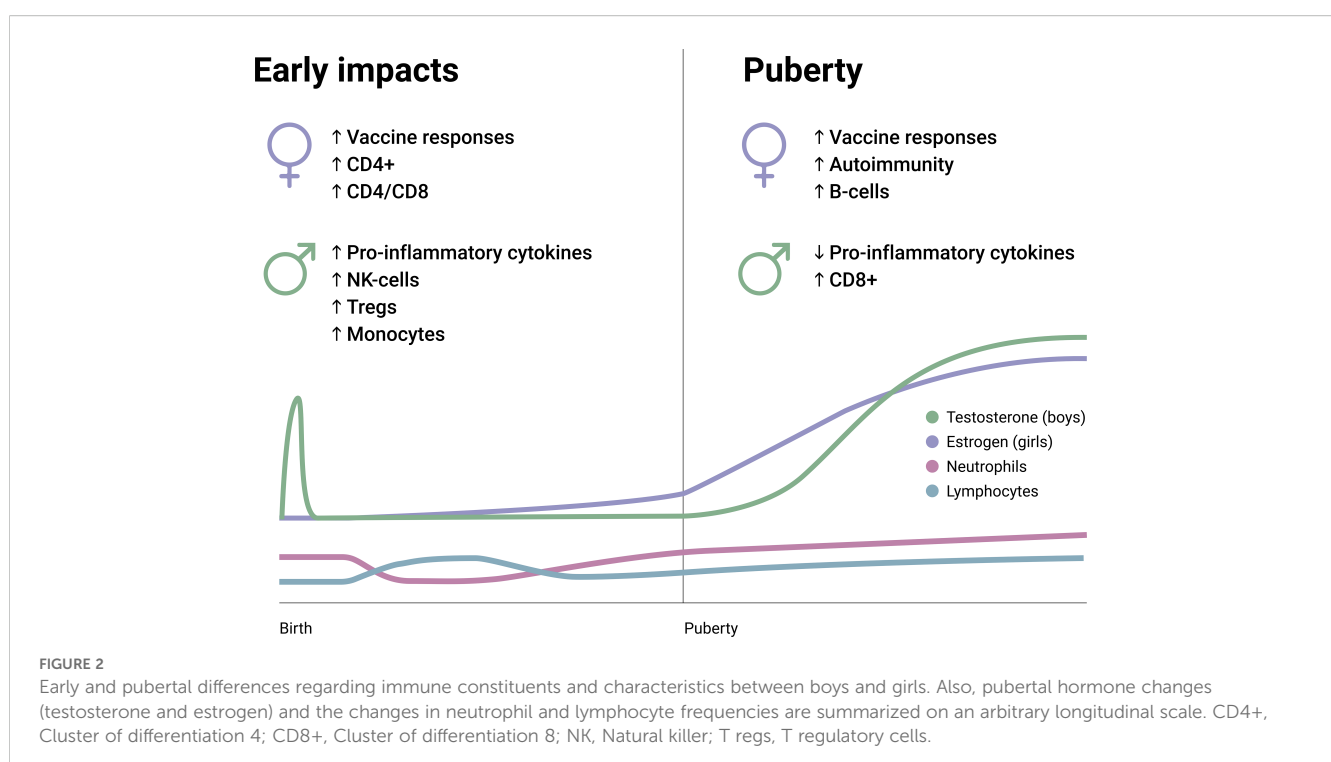 Early impacts
↑ Vaccine responses
↑ CD4+
↑ CD4/CD8
↑ Pro-inflammatory cytokines
↑ NK-cells
↑ Tregs
↑ Monocytes
Puberty
↑ Vaccine responses
↑ Autoimmunity
↑ B-cells
↓ Pro-inflammatory cytokines
↑ CD8+
Testosterone (boys)
Estrogen (girls)
Neutrophils
Lymphocytes
Birth
Puberty
FIGURE 2
Early and pubertal differences regarding immune constituents and characteristics between boys and girls. Also, pubertal hormone changes
(testosterone and estrogen) and the changes in neutrophil and lymphocyte frequencies are summarized on an arbitrary longitudinal scale. CD4+,
Cluster of differentiation 4; CD8+, Cluster of differentiation 8; NK, Natural killer; T regs, T regulatory cells.